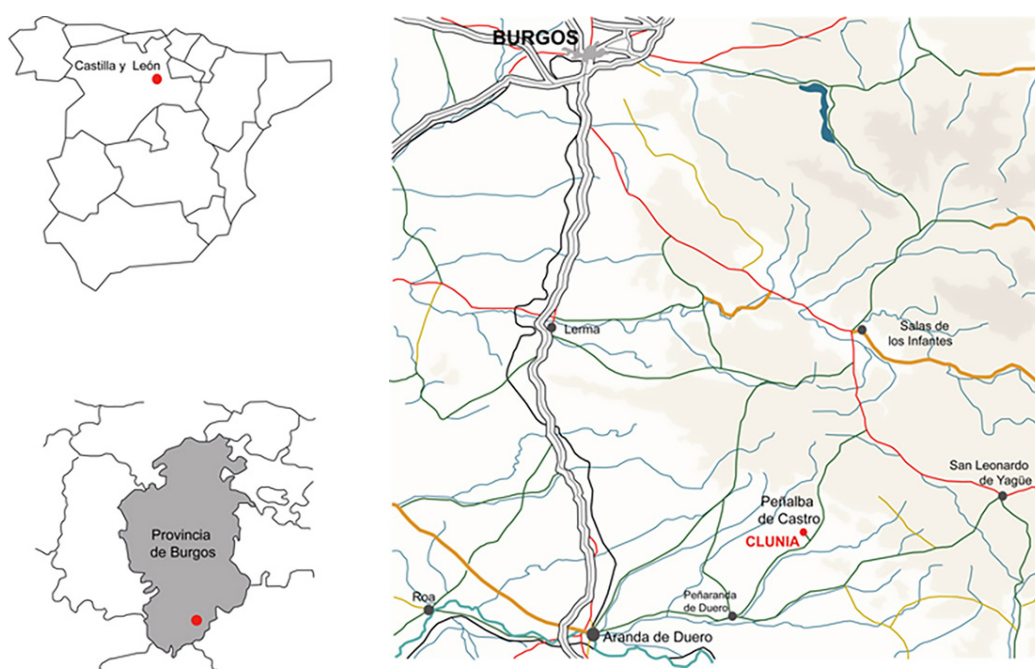 Castilla y León
Provincia
de Burgos
BURGOS
Lerma
Salas de
los Infantes
San Leonardo
de Yagüe
Peñalba
de Castro
CLUNIA
Peñaranda
de Duero
Roa
Aranda de Duero